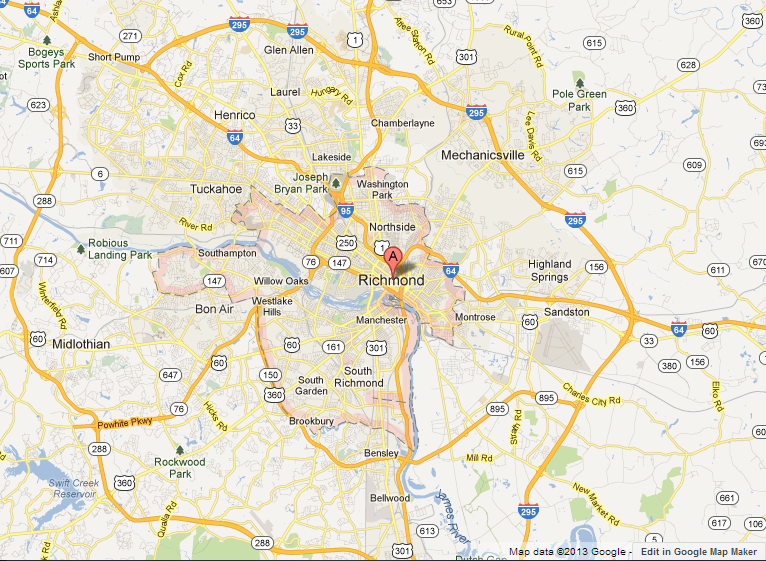 Ashla
64
295
295
1
Atlee Station Rd
653
Rural Point Rd
360
271
Glen Allen
301
615
Bogeys
Sports Park
Short Pump
Cox Rd
628
Laurel
Hungary Rd
295
Pole Green
Park
360
623
Henrico
33
Chamberlayne
Lee Davis Rd
64
Lakeside
Mechanicsville
615
609
6
Joseph
Bryan Park
Washington
Park
Tuckahoe
288
95
River Rd
Northside
295
711
Robious
Landing Park
250
1
607
714
Southampton
76
147
A
64
Highland
Springs
156
611
147
Willow Oaks
Richmond
Winterfield Rd
Bon Air
Westlake
Hills
Manchester
Montrose
60
Sandston
64
60
60
Midlothian
60
60
161
301
33
156
380
647
150
South
Richmond
South
Garden
360
Elko Rd
Charles City Rd
895
895
Powhite Pkwy
76
Hicks Rd
Brookbury
288
Bensley
Mill Rd
Strath Rd
Rockwood
Park
Swift Creek
Reservoir
360
Qualla Rd
Bellwood
James River
New Market Rd
295
661
617
5
106
613
288
301
Map data ©2013 Google -
Edit in Google Map Maker